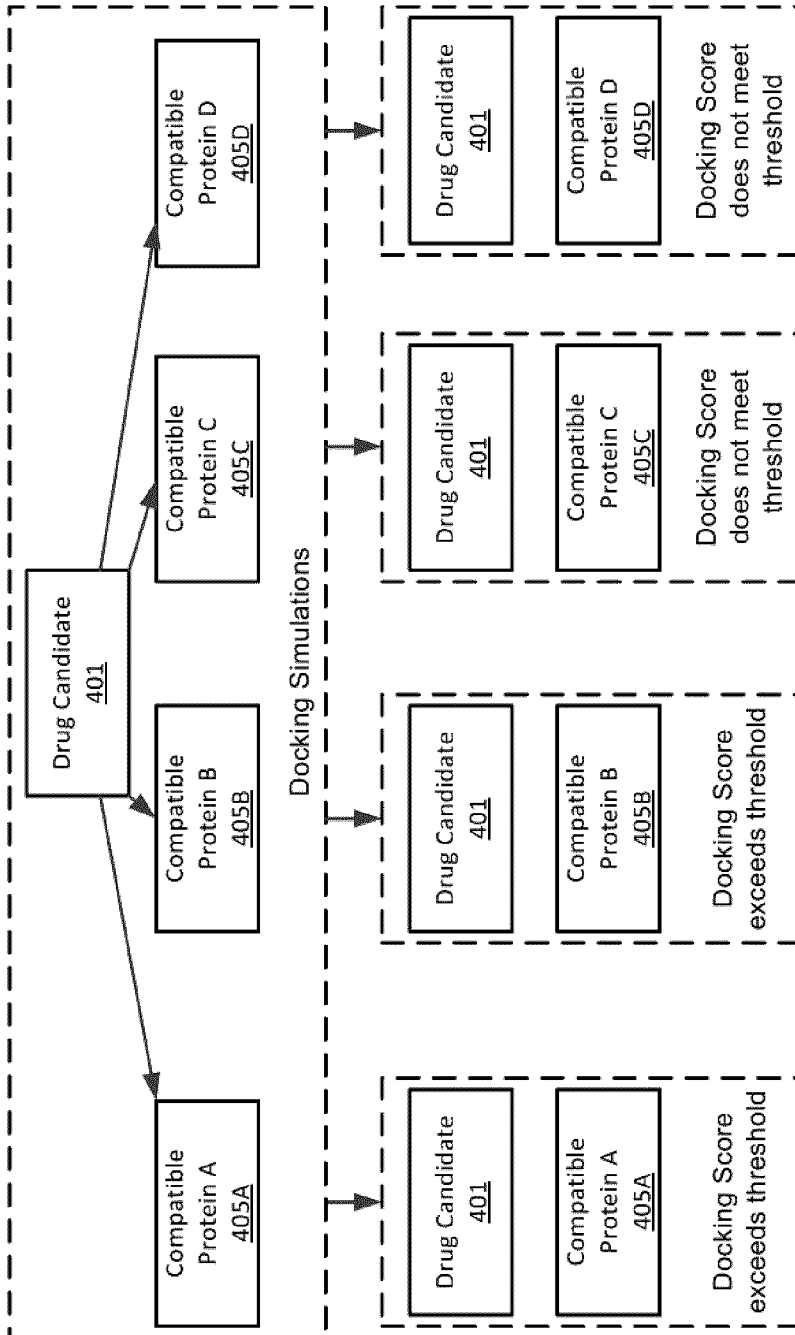 Drug Candidate
401
Compatible
Protein A
405A
Compatible
Protein B
405B
Compatible
Protein C
405C
Compatible
Protein D
405D
Docking Simulations
Drug Candidate
401
Compatible
Protein A
405A
Docking Score
exceeds threshold
Drug Candidate
401
Compatible
Protein B
405B
Docking Score
exceeds threshold
Drug Candidate
401
Compatible
Protein C
405C
Docking Score
does not meet
threshold
Drug Candidate
401
Compatible
Protein D
405D
Docking Score
does not meet
threshold